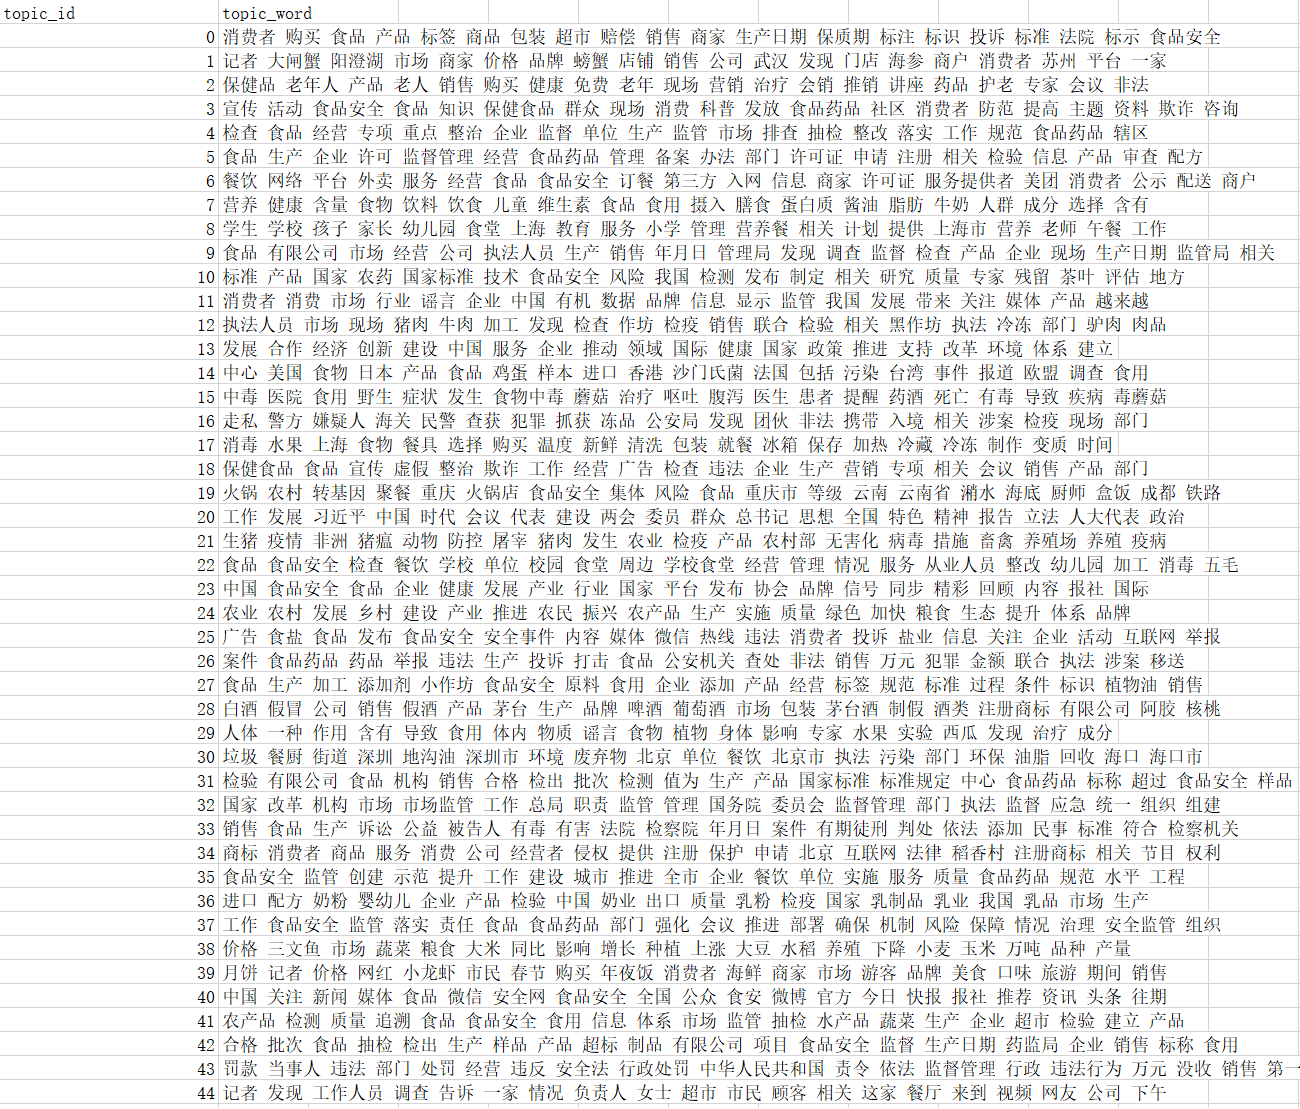 topic_id topic_word
0 消费者 购买 食品 产品 标签 商品 包装 超市 赔偿 销售 商家 生产日期 保质期 标注 标识 投诉 标准 法院 标示 食品安全
1 记者 大闸蟹 阳澄湖 市场 商家 价格 品牌 螃蟹 店铺 销售 公司 武汉 发现 门店 海参 商户 消费者 苏州 平台 一家
2 保健品 老年人 产品 老人 销售 购买 健康 免费 老年 现场 营销 治疗 会销 推销 讲座 药品 护老 专家 会议 非法
3 宣传 活动 食品安全 食品 知识 保健食品 群众 现场 消费 科普 发放 食品药品 社区 消费者 防范 提高 主题 资料 欺诈 咨询
4 检查 食品 经营 专项 重点 整治 企业 监督 单位 生产 监管 市场 排查 抽检 整改 落实 工作 规范 食品药品 辖区
5 食品 生产 企业 许可 监督管理 经营 食品药品 管理 备案 办法 部门 许可证 申请 注册 相关 检验 信息 产品 审查 配方
6 餐饮 网络 平台 外卖 服务 经营 食品 食品安全 订餐 第三方 入网 信息 商家 许可证 服务提供者 美团 消费者 公示 配送 商户
7 营养 健康 含量 食物 饮料 饮食 儿童 维生素 食品 食用 摄入 膳食 蛋白质 酱油 脂肪 牛奶 人群 成分 选择 含有
8 学生 学校 孩子 家长 幼儿园 食堂 上海 教育 服务 小学 管理 营养餐 相关 计划 提供 上海市 营养 老师 午餐 工作
9 食品 有限公司 市场 经营 公司 执法人员 生产 销售 年月日 管理局 发现 调查 监督 检查 产品 企业 现场 生产日期 监管局 相关
10 标准 产品 国家 农药 国家标准 技术 食品安全 风险 我国 检测 发布 制定 相关 研究 质量 专家 残留 茶叶 评估 地方
11 消费者 消费 市场 行业 谣言 企业 中国 有机 数据 品牌 信息 显示 监管 我国 发展 带来 关注 媒体 产品 越来越
12 执法人员 市场 现场 猪肉 牛肉 加工 发现 检查 作坊 检疫 销售 联合 检验 相关 黑作坊 执法 冷冻 部门 驴肉 肉品
13 发展 合作 经济 创新 建设 中国 服务 企业 推动 领域 国际 健康 国家 政策 推进 支持 改革 环境 体系 建立
14 中心 美国 食物 日本 产品 食品 鸡蛋 样本 进口 香港 沙门氏菌 法国 包括 污染 台湾 事件 报道 欧盟 调查 食用
15 中毒 医院 食用 野生 症状 发生 食物中毒 蘑菇 治疗 呕吐 腹泻 医生 患者 提醒 药酒 死亡 有毒 导致 疾病 毒蘑菇
16 走私 警方 嫌疑人 海关 民警 查获 犯罪 抓获 冻品 公安局 发现 团伙 非法 携带 入境 相关 涉案 检疫 现场 部门
17 消毒 水果 上海 食物 餐具 选择 购买 温度 新鲜 清洗 包装 就餐 冰箱 保存 加热 冷藏 冷冻 制作 变质 时间
18 保健食品 食品 宣传 虚假 整治 欺诈 工作 经营 广告 检查 违法 企业 生产 营销 专项 相关 会议 销售 产品 部门
19 火锅 农村 转基因 聚餐 重庆 火锅店 食品安全 集体 风险 食品 重庆市 等级 云南 云南省 潲水 海底 厨师 盒饭 成都 铁路
20 工作 发展 习近平 中国 时代 会议 代表 建设 两会 委员 群众 总书记 思想 全国 特色 精神 报告 立法 人大代表 政治
21 生猪 疫情 非洲 猪瘟 动物 防控 屠宰 猪肉 发生 农业 检疫 产品 农村部 无害化 病毒 措施 畜禽 养殖场 养殖 疫病
22 食品 食品安全 检查 餐饮 学校 单位 校园 食堂 周边 学校食堂 经营 管理 情况 服务 从业人员 整改 幼儿园 加工 消毒 五毛
23 中国 食品安全 食品 企业 健康 发展 产业 行业 国家 平台 发布 协会 品牌 信号 同步 精彩 回顾 内容 报社 国际
24 农业 农村 发展 乡村 建设 产业 推进 农民 振兴 农产品 生产 实施 质量 绿色 加快 粮食 生态 提升 体系 品牌
25 广告 食盐 食品 发布 食品安全 安全事件 内容 媒体 微信 热线 违法 消费者 投诉 盐业 信息 关注 企业 活动 互联网 举报
26 案件 食品药品 药品 举报 违法 生产 投诉 打击 食品 公安机关 查处 非法 销售 万元 犯罪 金额 联合 执法 涉案 移送
27 食品 生产 加工 添加剂 小作坊 食品安全 原料 食用 企业 添加 产品 经营 标签 规范 标准 过程 条件 标识 植物油 销售
28 白酒 假冒 公司 销售 假酒 产品 茅台 生产 品牌 啤酒 葡萄酒 市场 包装 茅台酒 制假 酒类 注册商标 有限公司 阿胶 核桃
29 人体 一种 作用 含有 导致 食用 体内 物质 谣言 食物 植物 身体 影响 专家 水果 实验 西瓜 发现 治疗 成分
30 垃圾 餐厨 街道 深圳 地沟油 深圳市 环境 废弃物 北京 单位 餐饮 北京市 执法 污染 部门 环保 油脂 回收 海口 海口市
31 检验 有限公司 食品 机构 销售 合格 检出 批次 检测 值为 生产 产品 国家标准 标准规定 中心 食品药品 标称 超过 食品安全 样品
32 国家 改革 机构 市场 市场监管 工作 总局 职责 监管 管理 国务院 委员会 监督管理 部门 执法 监督 应急 统一 组织 组建
33 销售 食品 生产 诉讼 公益 被告人 有毒 有害 法院 检察院 年月日 案件 有期徒刑 判处 依法 添加 民事 标准 符合 检察机关
34 商标 消费者 商品 服务 消费 公司 经营者 侵权 提供 注册 保护 申请 北京 互联网 法律 稻香村 注册商标 相关 节目 权利
35 食品安全 监管 创建 示范 提升 工作 建设 城市 推进 全市 企业 餐饮 单位 实施 服务 质量 食品药品 规范 水平 工程
36 进口 配方 奶粉 婴幼儿 企业 产品 检验 中国 奶业 出口 质量 乳粉 检疫 国家 乳制品 乳业 我国 乳品 市场 生产
37 工作 食品安全 监管 落实 责任 食品 食品药品 部门 强化 会议 推进 部署 确保 机制 风险 保障 情况 治理 安全监管 组织
38 价格 三文鱼 市场 蔬菜 粮食 大米 同比 影响 增长 种植 上涨 大豆 水稻 养殖 下降 小麦 玉米 万吨 品种 产量
39 月饼 记者 价格 网红 小龙虾 市民 春节 购买 年夜饭 消费者 海鲜 商家 市场 游客 品牌 美食 口味 旅游 期间 销售
40 中国 关注 新闻 媒体 食品 微信 安全网 食品安全 全国 公众 食安 微博 官方 今日 快报 报社 推荐 资讯 头条 往期
41 农产品 检测 质量 追溯 食品 食品安全 食用 信息 体系 市场 监管 抽检 水产品 蔬菜 生产 企业 超市 检验 建立 产品
42 合格 批次 食品 抽检 检出 生产 样品 产品 超标 制品 有限公司 项目 食品安全 监督 生产日期 药监局 企业 销售 标称 食用
43 罚款 当事人 违法 部门 处罚 经营 违反 安全法 行政处罚 中华人民共和国 责令 依法 监督管理 行政 违法行为 万元 没收 销售 第一
44 记者 发现 工作人员 调查 告诉 一家 情况 负责人 女士 超市 市民 顾客 相关 这家 餐厅 来到 视频 网友 公司 下午